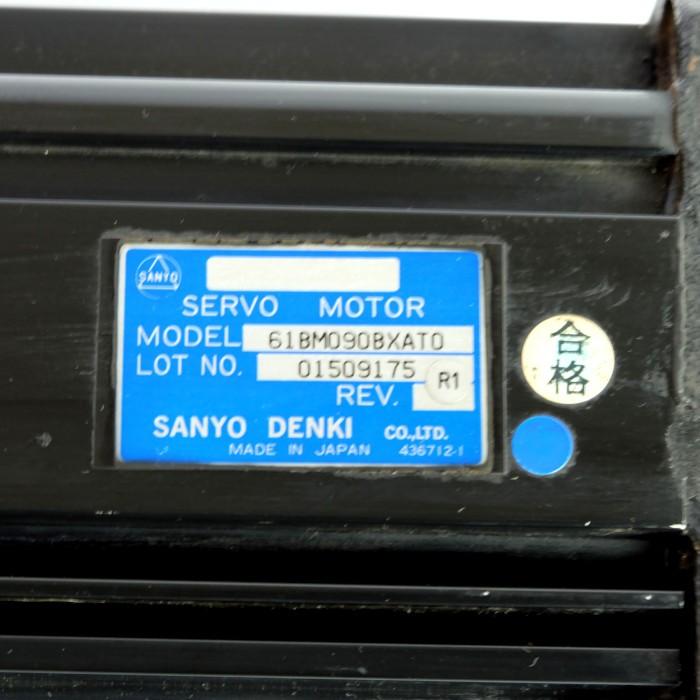 SANYO
SERVO MOTOR
MODEL 61BM090BXAT0
LOT NO. 01509175
R1
REV.
SANYO DENKI CO.,LTD.
MADE IN JAPAN 436712-1
合格